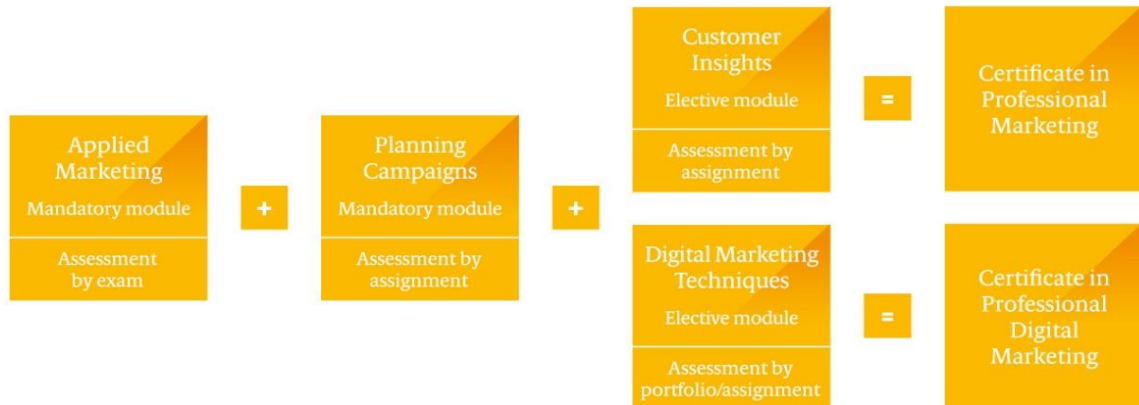 Applied
Marketing
Mandatory module
Assessment
by exam
+
Planning
Campaigns
Mandatory module
Assessment by
assignment
+
Customer
Insights
Elective module
Assessment by
assignment
=
Certificate in
Professional
Marketing
Digital Marketing
Techniques
Elective module
Assessment by
portfolio/assignment
=
Certificate in
Professional
Digital
Marketing